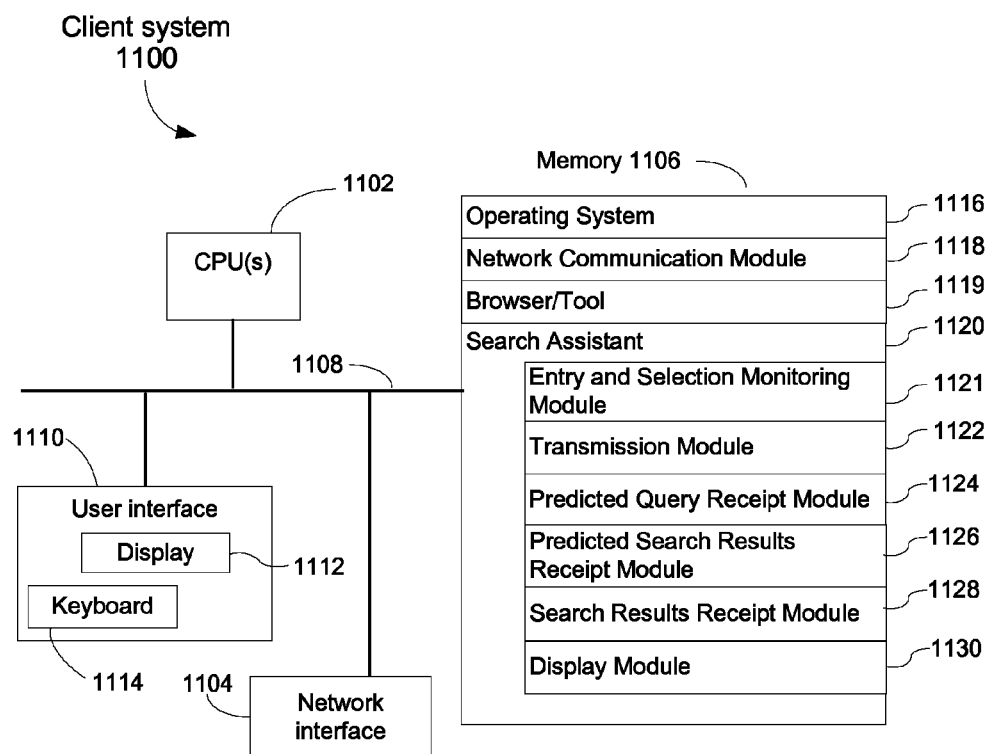 Client system
1100
Memory 1106
1102
CPU(s)
Operating System
1116
Network Communication Module
1118
Browser/Tool
1119
Search Assistant
1120
1108
Entry and Selection Monitoring
Module
1121
Transmission Module
1122
Predicted Query Receipt Module
1124
Predicted Search Results
Receipt Module
1126
Search Results Receipt Module
1128
Display Module
1130
1110
User interface
Display
1112
Keyboard
1114
1104
Network
interface